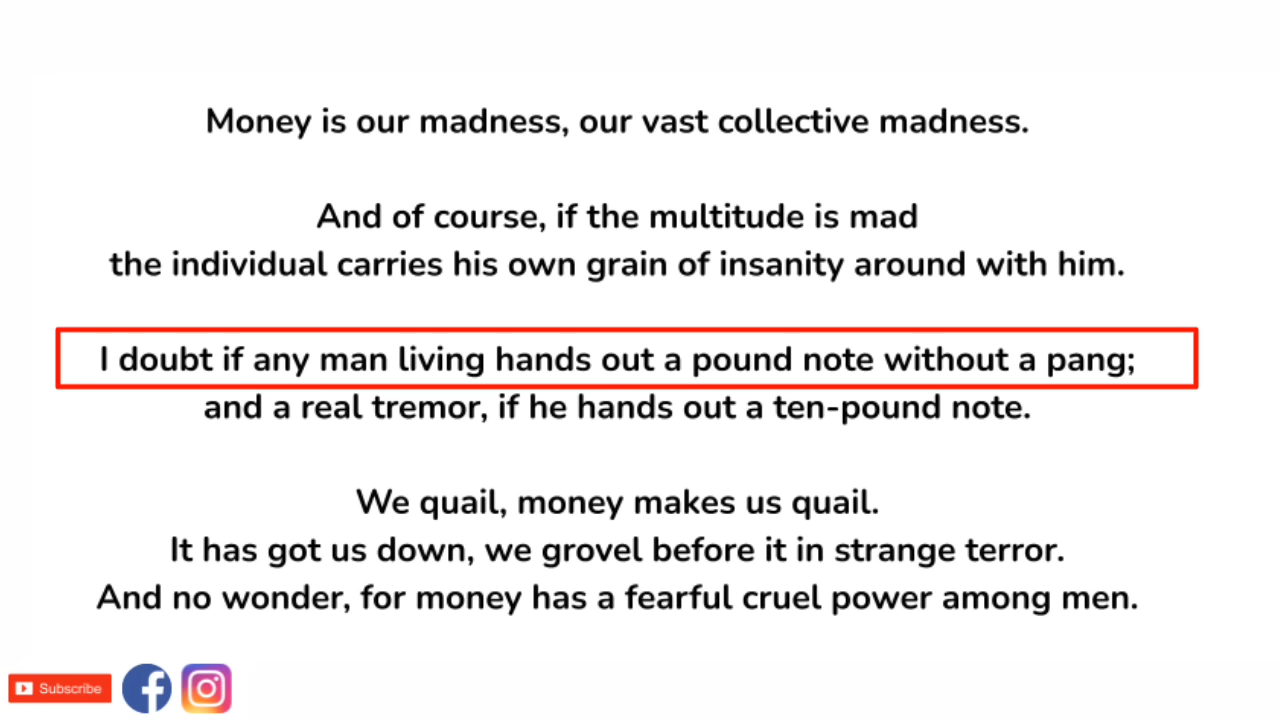 Money is our madness, our vast collective madness.
And of course, if the multitude is mad
the individual carries his own grain of insanity around with him.
I doubt if any man living hands out a pound note without a pang;
and a real tremor, if he hands out a ten-pound note.
We quail, money makes us quail.
It has got us down, we grovel before it in strange terror.
And no wonder, for money has a fearful cruel power among men.
Subscribe